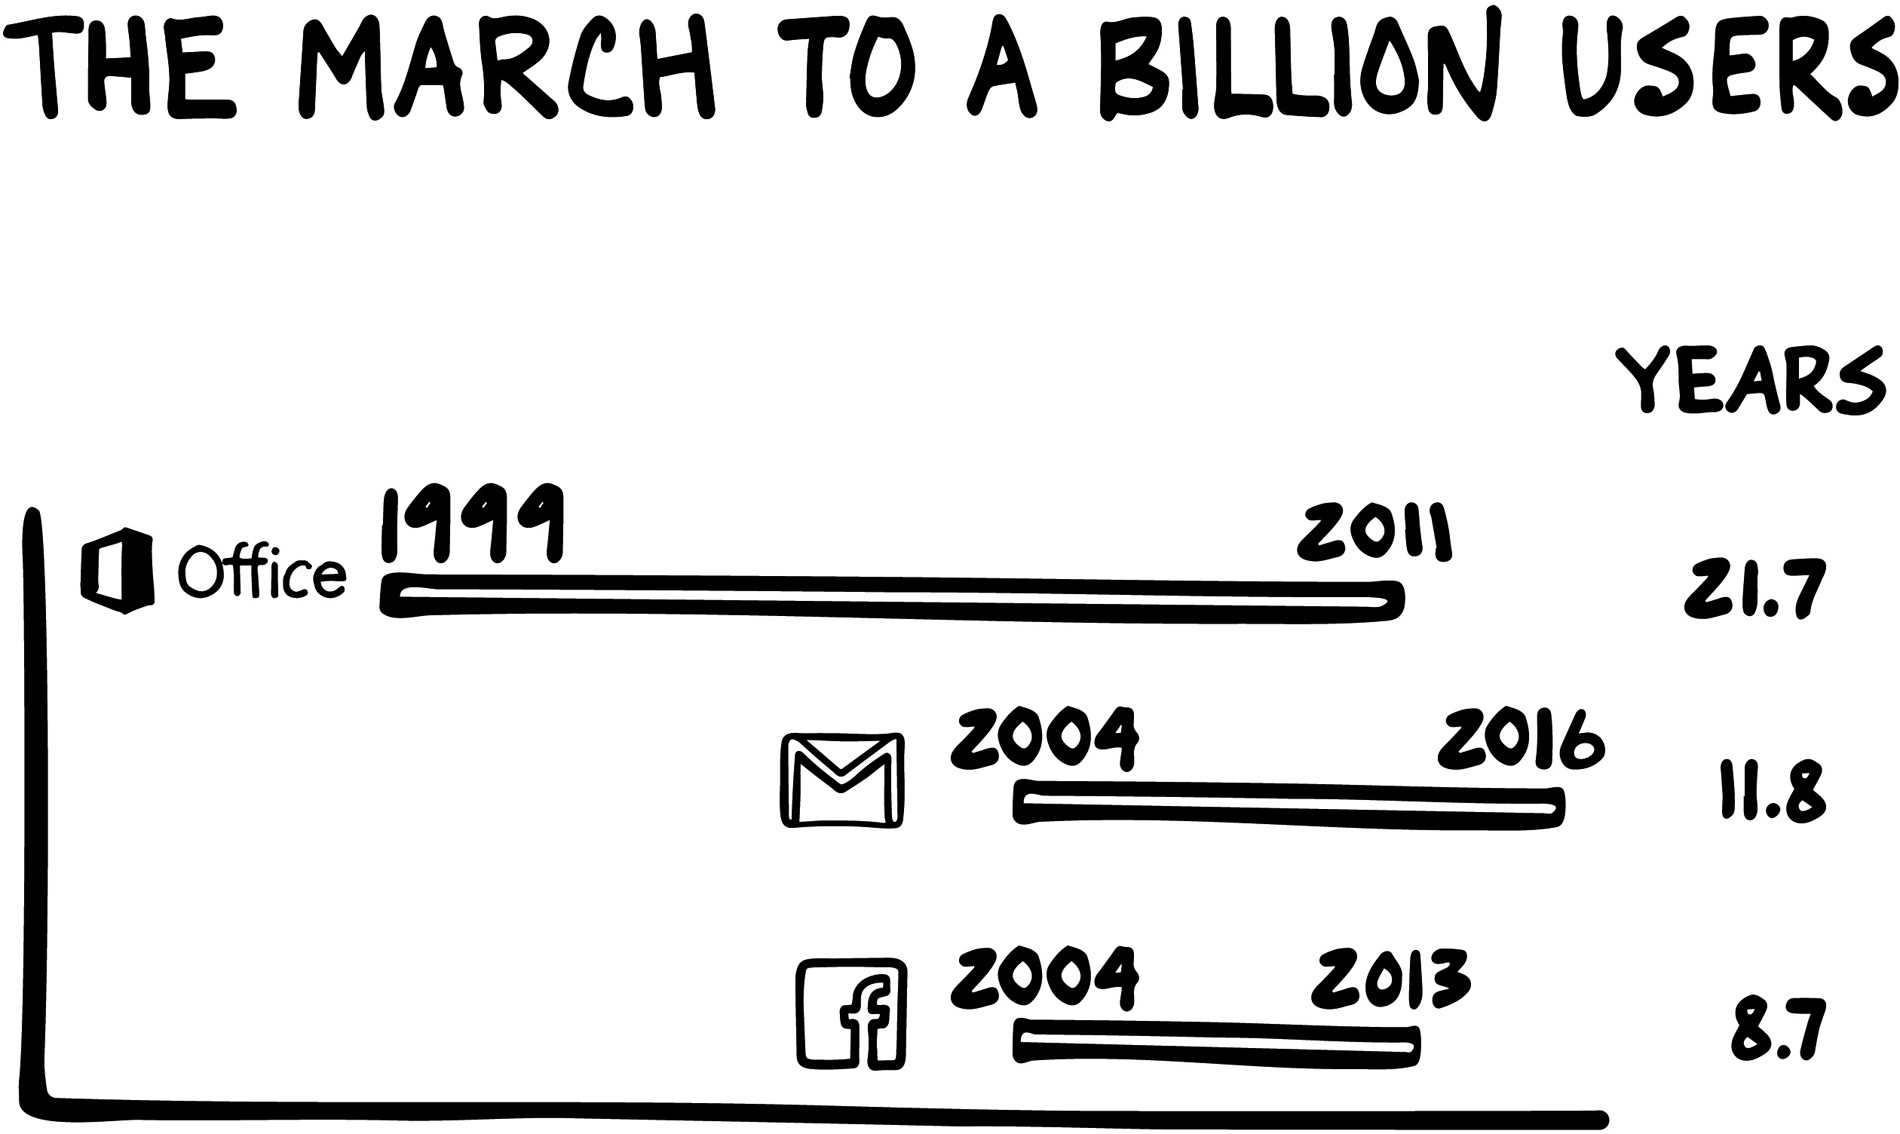 THE MARCH TO A BILLION USERS
YEARS
Office 1999 2011 21.7
2004 2016 11.8
2004 2013 8.7